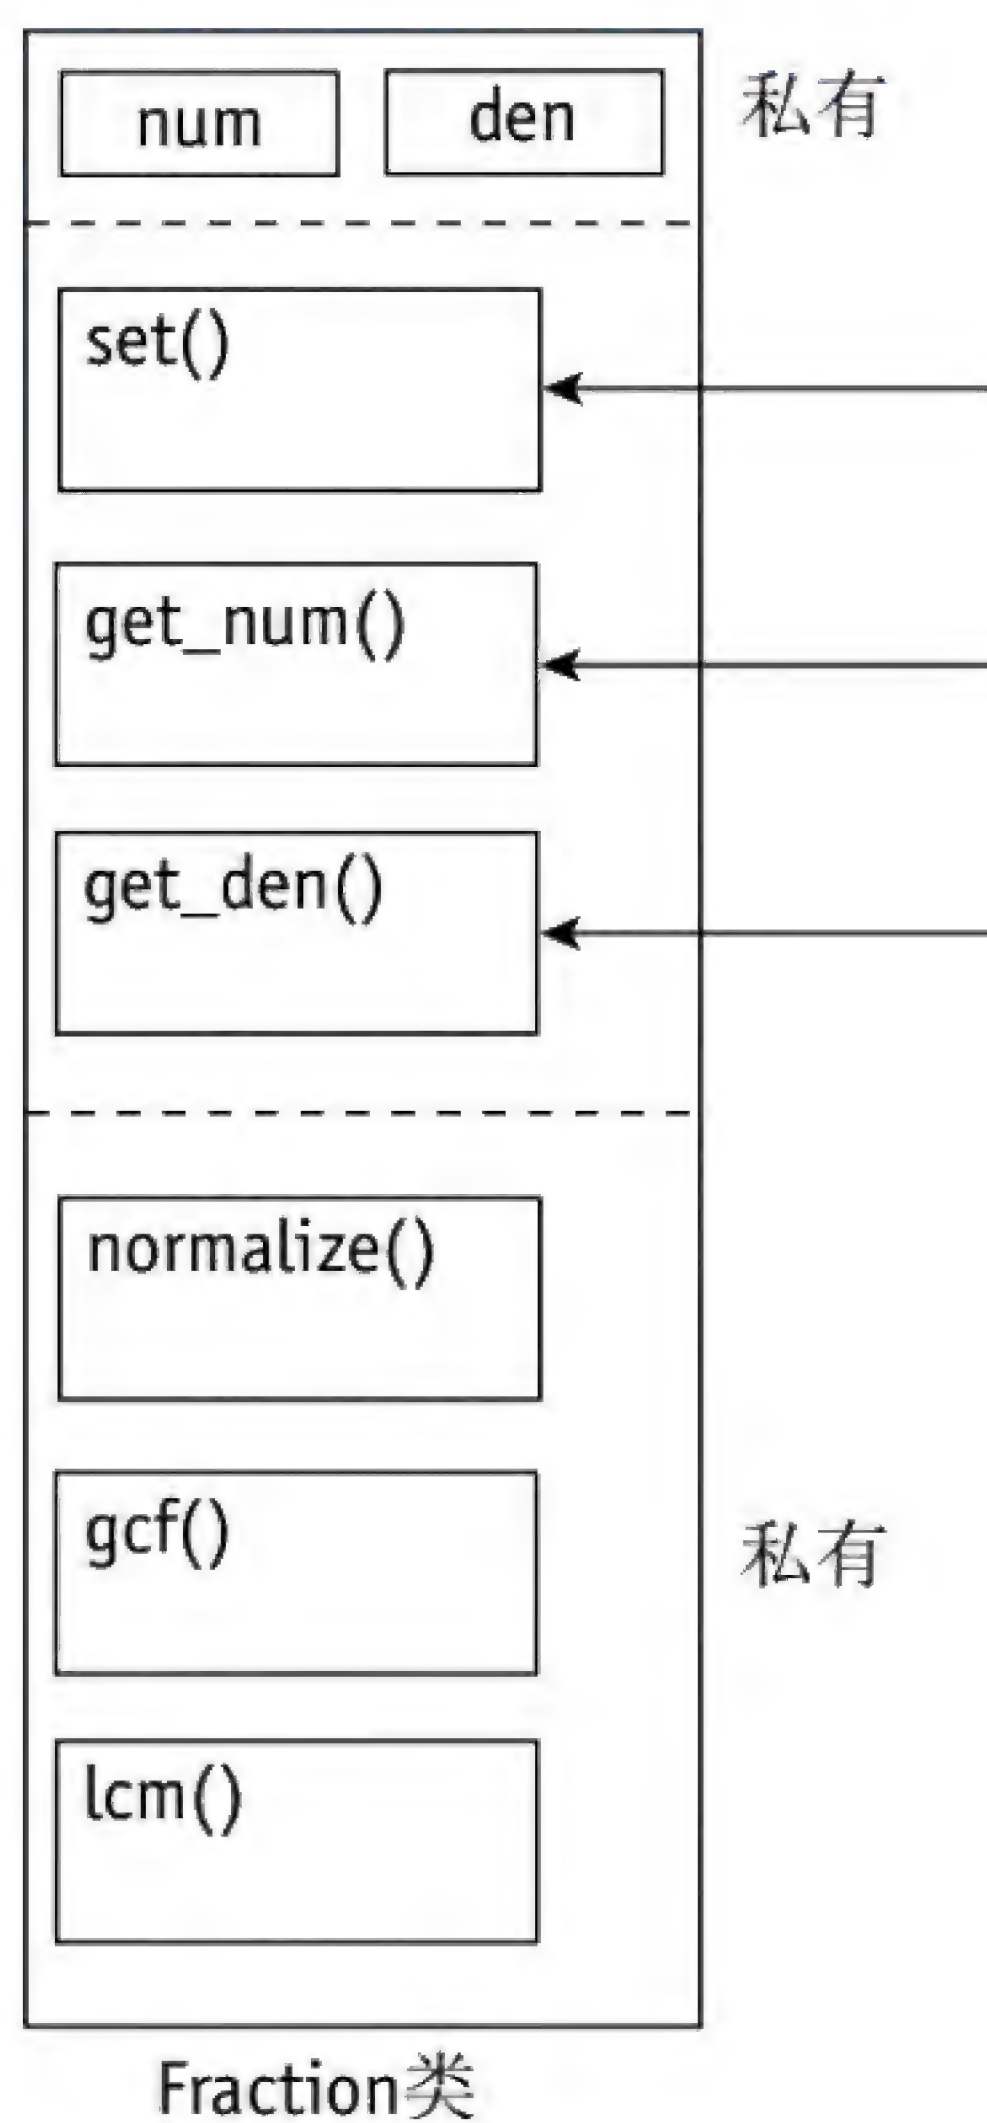 num den 私有
set()
get_num()
get_den()
normalize()
gcf()
私有
lcm()
Fraction类